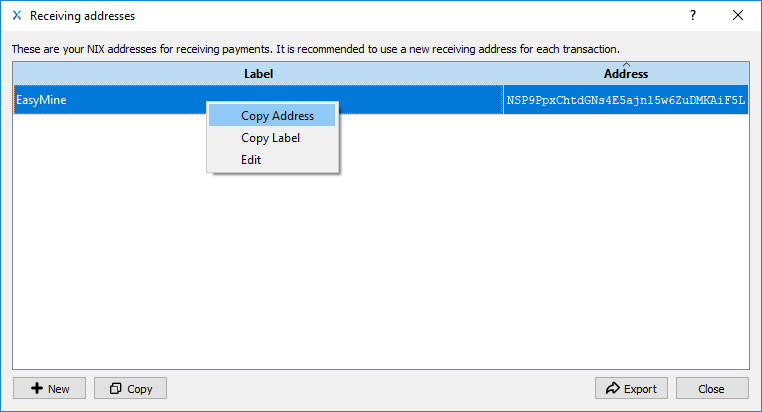 Receiving addresses
These are your NIX addresses for receiving payments. It is recommended to use a new receiving address for each transaction.
Label Address
EasyMine NSP9PpxChtdGNs4E5ajnl5w6ZuDMKAiF5L
Copy Address
Copy Label
Edit
New Copy Export Close